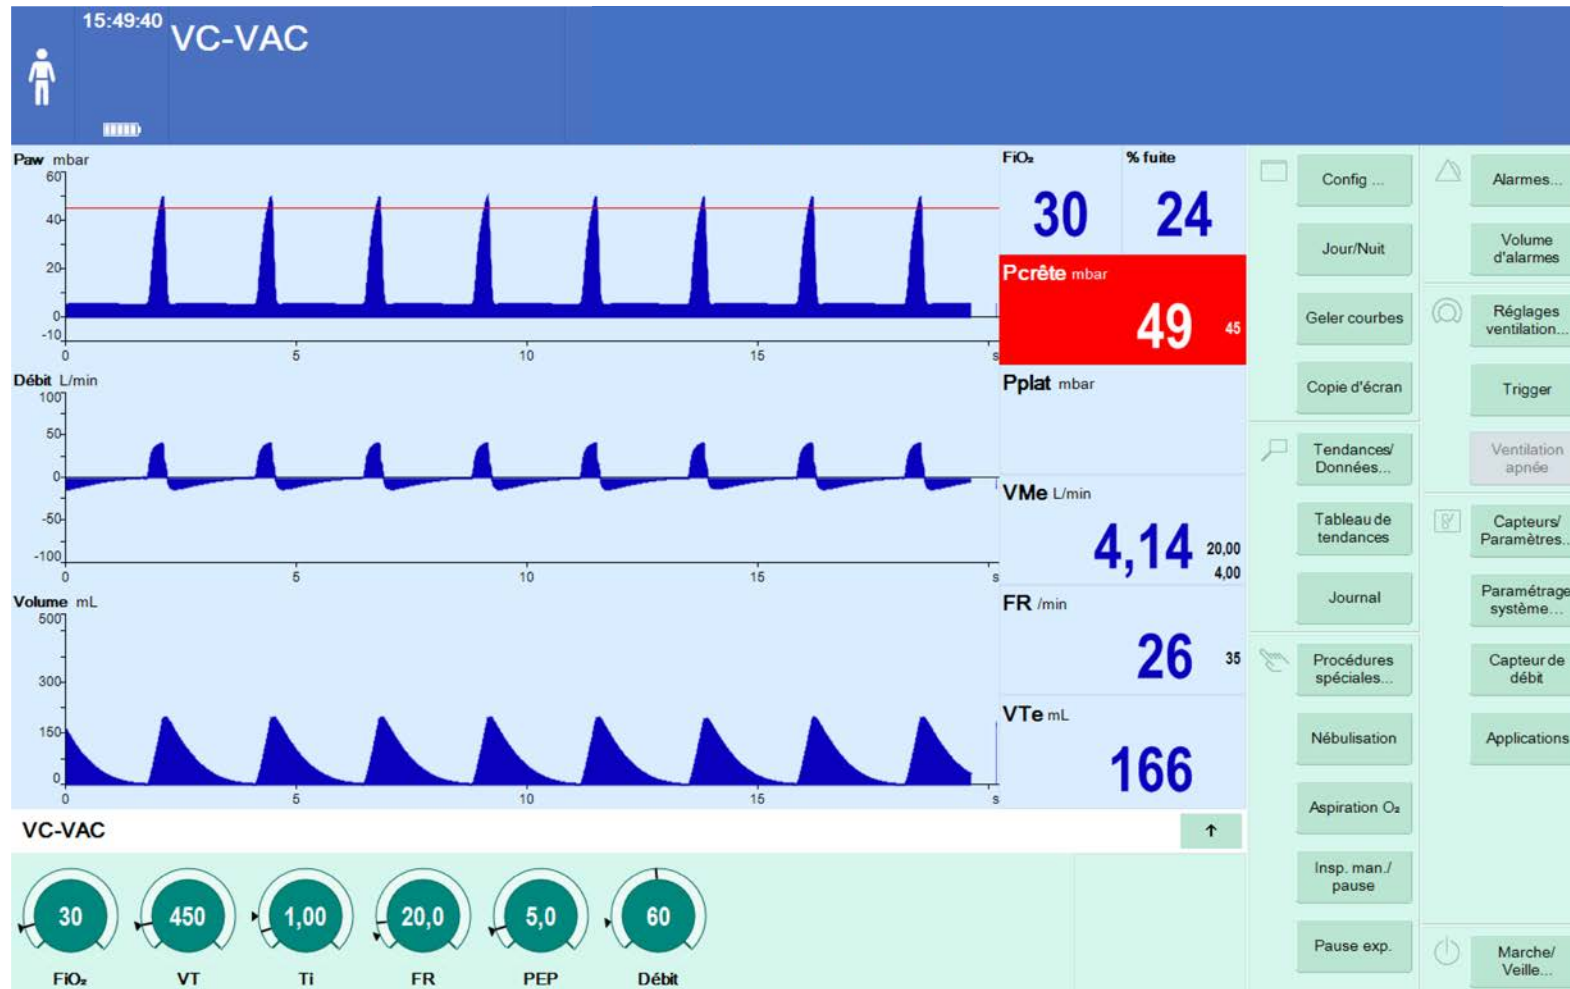 15:49:40
VC-VAC
Paw mbar
60
40
20
0
-10
0 5 10 15 s
Débit L/min
100
50
0
-50
-100
0 5 10 15 s
Volume mL
500
300
150
0
0 5 10 15 s
FiO₂
30
% fuite
24
Pcrête mbar
49 45
Pplat mbar
VMe L/min
4,14 20,00
4,00
FR /min
26 35
VTe mL
166
Config ...
Jour/Nuit
Geler courbes
Copie d'écran
Tendances/
Données...
Tableau de
tendances
Journal
Procédures
spéciales...
Nébulisation
Aspiration O₂
Insp. man./
pause
Pause exp.
Alarmes...
Volume
d'alarmes
Réglages
ventilation...
Trigger
Ventilation
apnée
Capteurs/
Paramètres..
Paramétrage
système...
Capteur de
débit
Applications
Marche/
Veille...
VC-VAC
↑
30 450 1,00 20,0 5,0 60
FiO₂ VT Ti FR PEP Débit